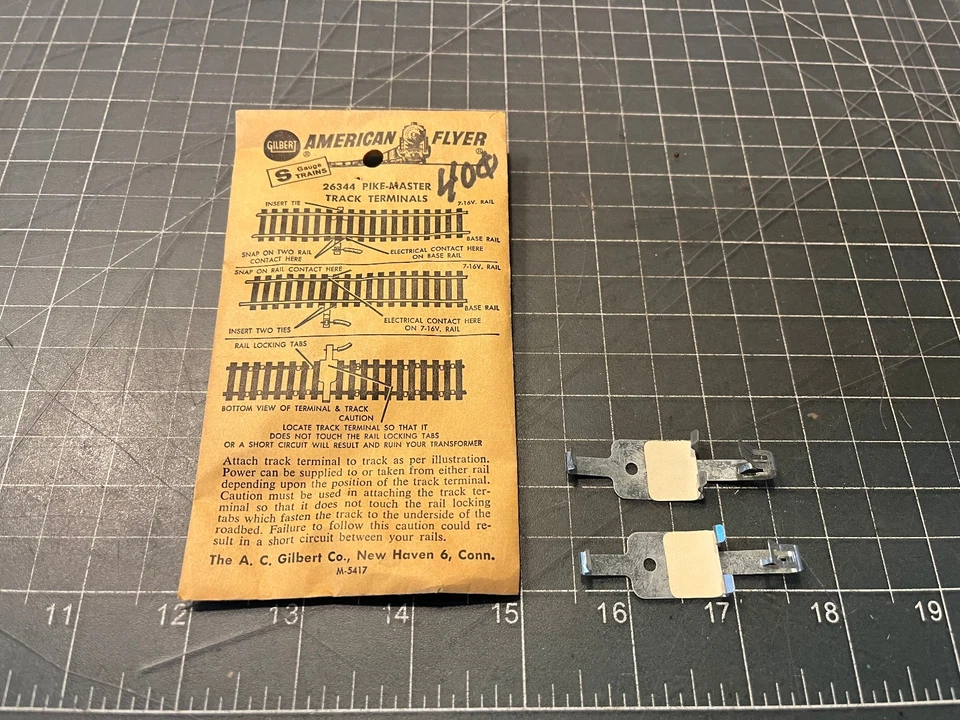 GILBERT
® AMERICAN FLYER ®
S Gauge TRAINS
40¢
26344 PIKE-MASTER
TRACK TERMINALS
INSERT TIE
7-16V. RAIL
BASE RAIL
SNAP ON TWO RAIL
CONTACT HERE
ELECTRICAL CONTACT HERE
ON BASE RAIL
SNAP ON RAIL CONTACT HERE
7-16V. RAIL
BASE RAIL
INSERT TWO TIES
ELECTRICAL CONTACT HERE
ON 7-16V. RAIL
RAIL LOCKING TABS
BOTTOM VIEW OF TERMINAL & TRACK
CAUTION
LOCATE TRACK TERMINAL SO THAT IT
DOES NOT TOUCH THE RAIL LOCKING TABS
OR A SHORT CIRCUIT WILL RESULT AND RUIN YOUR TRANSFORMER
Attach track terminal to track as per illustration.
Power can be supplied to or taken from either rail
depending upon the position of the track terminal.
Caution must be used in attaching the track ter-
minal so that it does not touch the rail locking
tabs which fasten the track to the underside of the
roadbed. Failure to follow this caution could re-
sult in a short circuit between your rails.
The A. C. Gilbert Co., New Haven 6, Conn.
M-5417
11 12 13 14 15 16 17 18 19